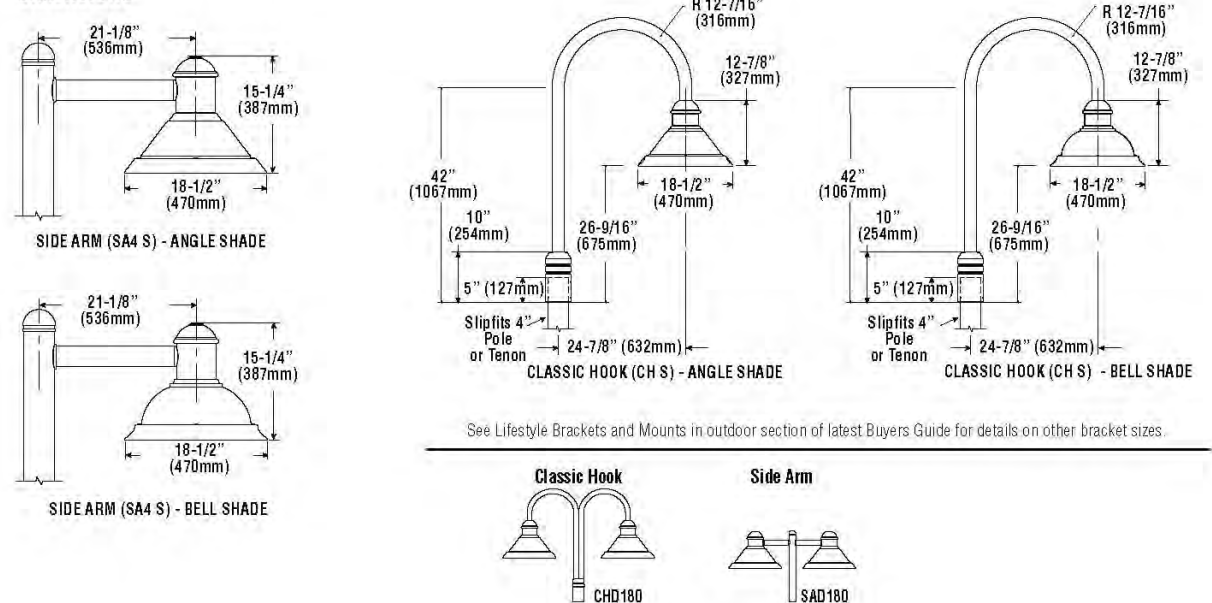 21-1/8"
(536mm)
15-1/4"
(387mm)
18-1/2"
(470mm)
SIDE ARM (SA4 S) - ANGLE SHADE
21-1/8"
(536mm)
15-1/4"
(387mm)
18-1/2"
(470mm)
SIDE ARM (SA4 S) - BELL SHADE
R 12-7/16"
(316mm)
12-7/8"
(327mm)
42"
(1067mm)
18-1/2"
(470mm)
10"
(254mm)
26-9/16"
(675mm)
5" (127mm)
Slipfits 4"
Pole
or Tenon
24-7/8" (632mm)
CLASSIC HOOK (CH S) - ANGLE SHADE
R 12-7/16"
(316mm)
12-7/8"
(327mm)
42"
(1067mm)
18-1/2"
(470mm)
10"
(254mm)
26-9/16"
(675mm)
5" (127mm)
Slipfits 4"
Pole
or Tenon
24-7/8" (632mm)
CLASSIC HOOK (CH S) - BELL SHADE
See Lifestyle Brackets and Mounts in outdoor section of latest Buyers Guide for details on other bracket sizes.
Classic Hook
Side Arm
CHD180
SAD180